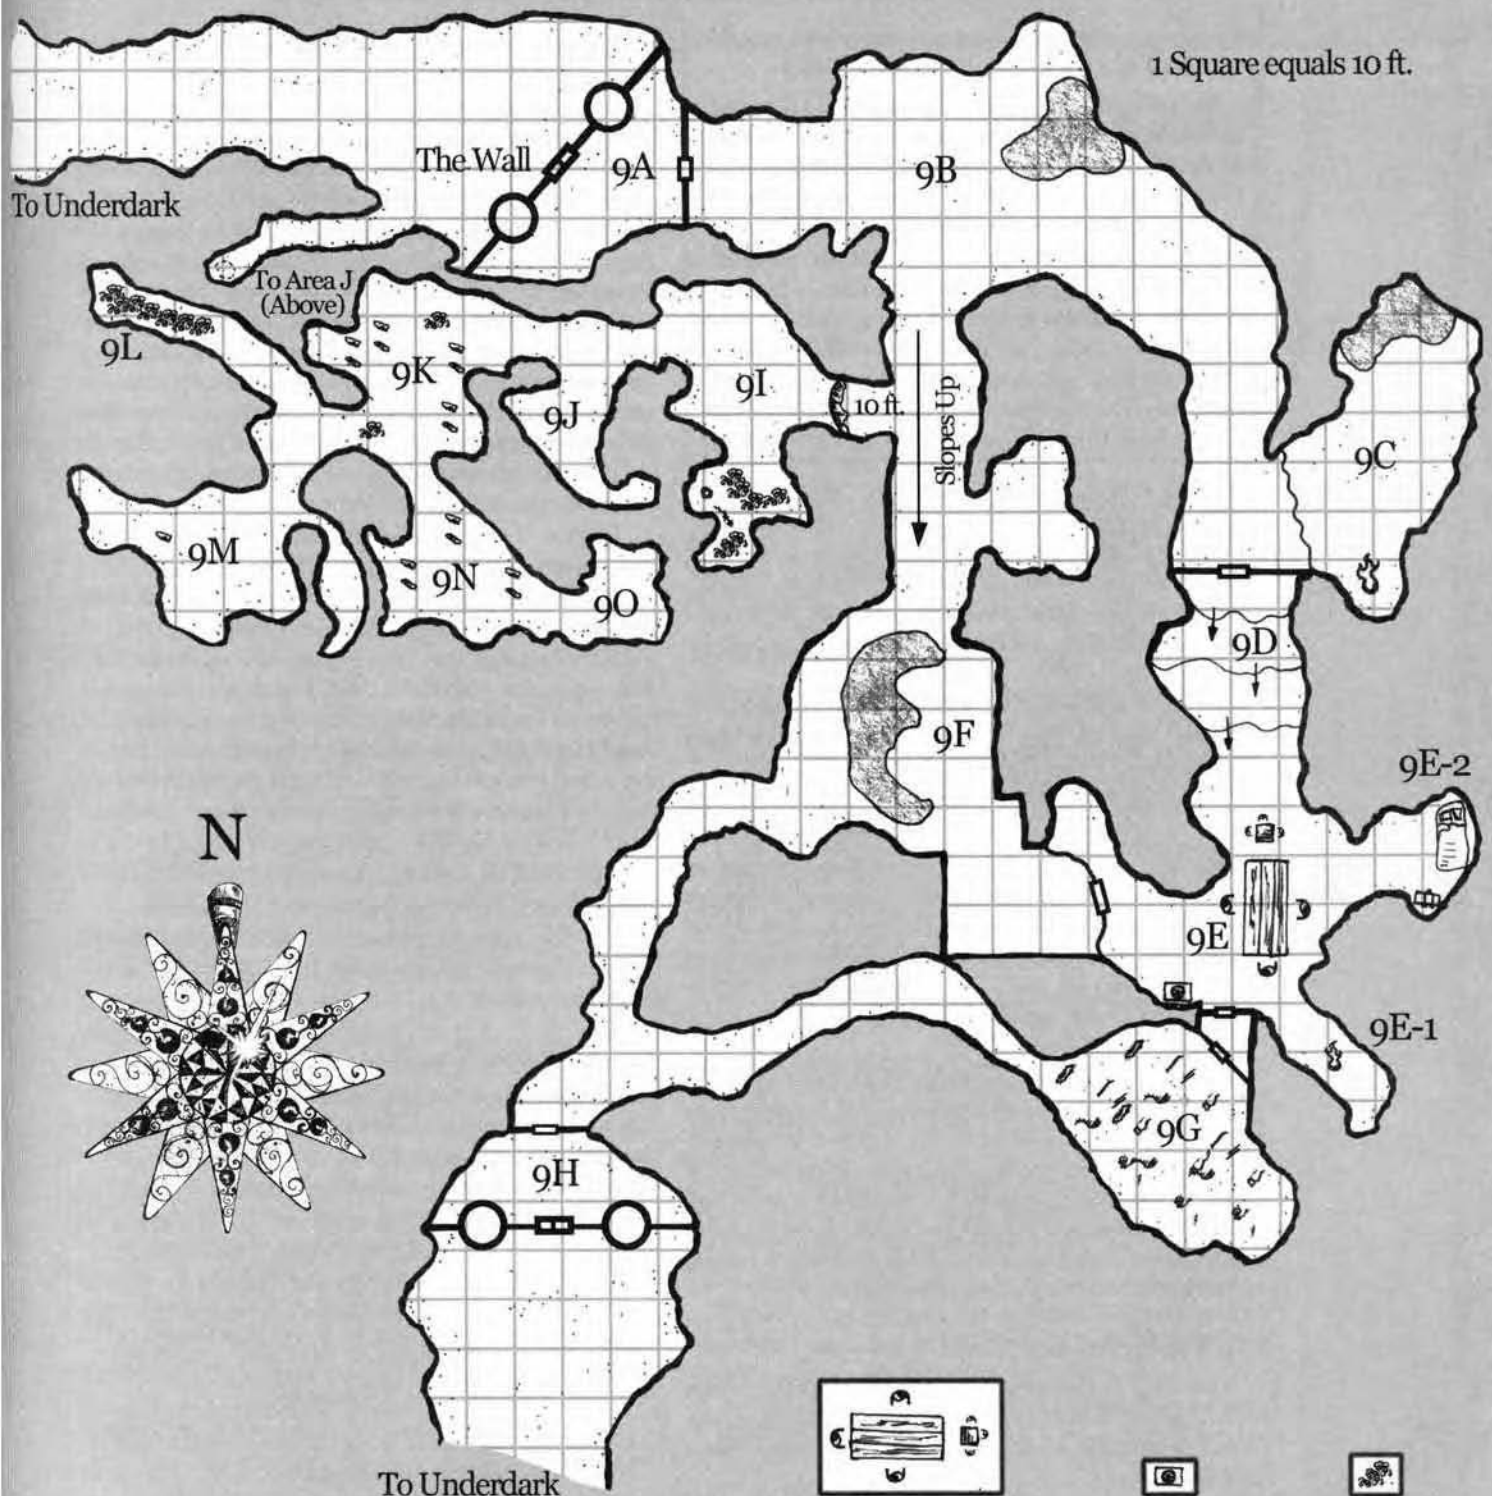 1 Square equals 10 ft.
The Wall
9A
9B
To Underdark
To Area J
(Above)
9L
9K
9J
9I
10 ft.
Slopes Up
9C
9M
9N
9O
9D
9F
9E-2
N
9E
9E-1
9G
9H
To Underdark